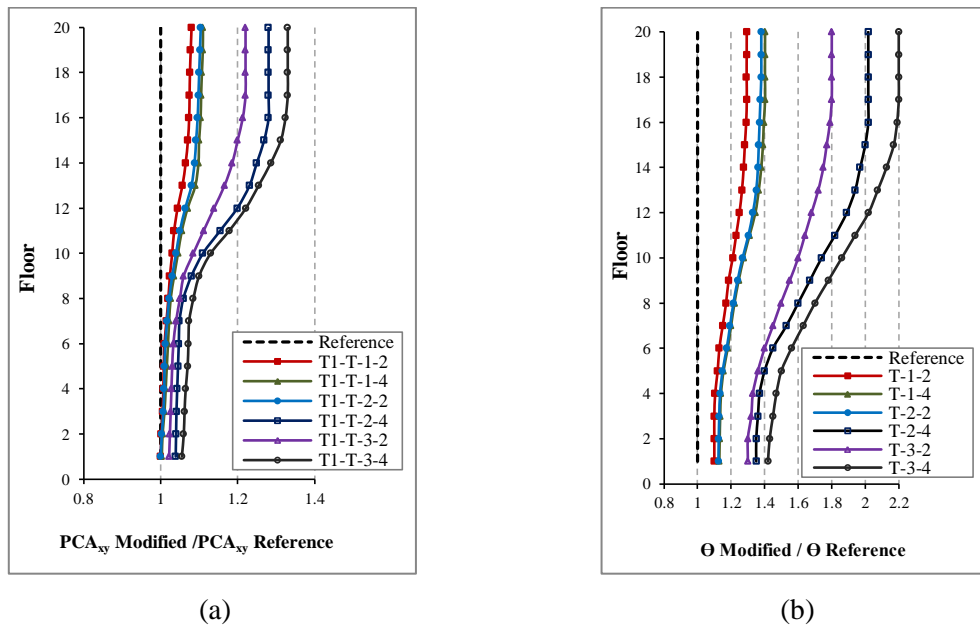 20
18
16
14
12
10
8
6
4
2
0
Floor
0.8 1 1.2 1.4
PCAxy Modified /PCAxy Reference
Reference
T1-T-1-2
T1-T-1-4
T1-T-2-2
T1-T-2-4
T1-T-3-2
T1-T-3-4
(a)
20
18
16
14
12
10
8
6
4
2
0
Floor
0.8 1 1.2 1.4 1.6 1.8 2 2.2
Ө Modified / Ө Reference
Reference
T-1-2
T-1-4
T-2-2
T-2-4
T-3-2
T-3-4
(b)